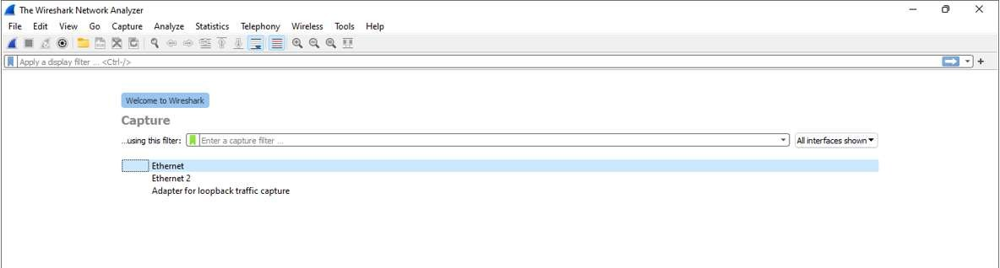 The Wireshark Network Analyzer
File Edit View Go Capture Analyze Statistics Telephony Wireless Tools Help
Apply a display filter ... <Ctrl-/>
+
Welcome to Wireshark
Capture
...using this filter: Enter a capture filter ... All interfaces shown
Ethernet
Ethernet 2
Adapter for loopback traffic capture